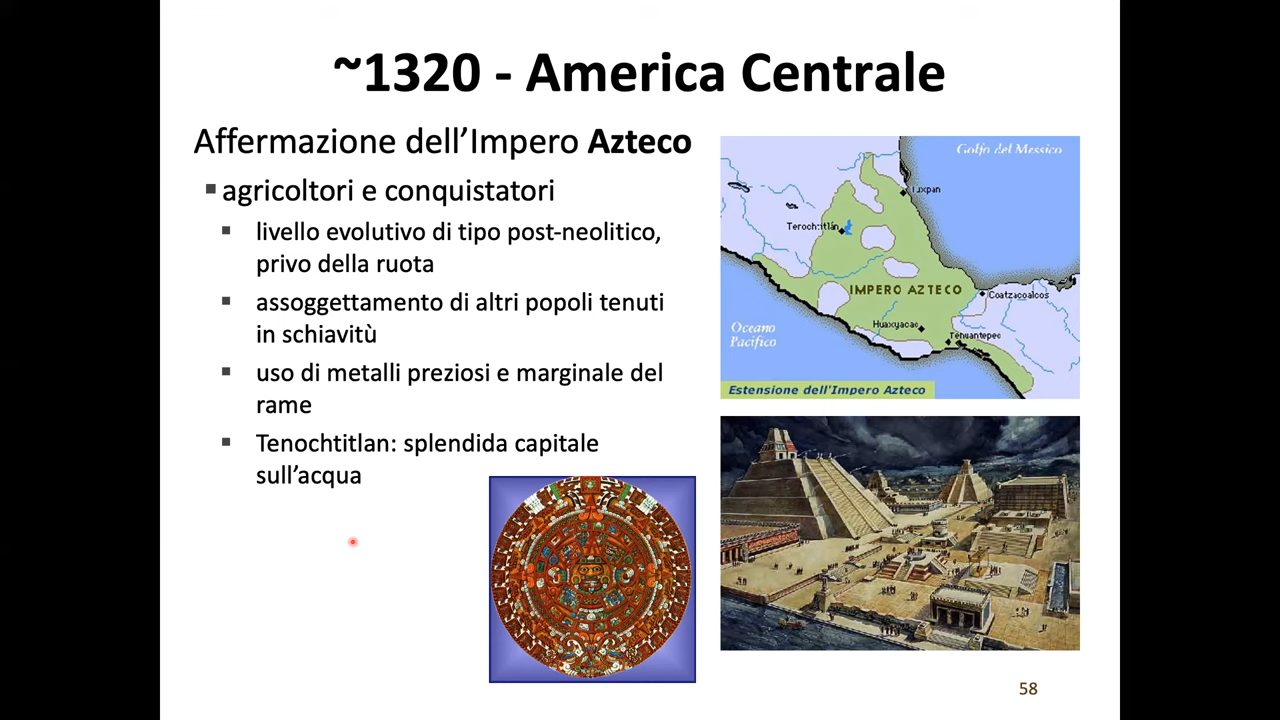 ~1320 - America Centrale
Affermazione dell’Impero Azteco
▪ agricoltori e conquistatori
▪ livello evolutivo di tipo post-neolitico,
privo della ruota
▪ assoggettamento di altri popoli tenuti
in schiavitù
▪ uso di metalli preziosi e marginale del
rame
▪ Tenochtitlan: splendida capitale
sull’acqua
Golfo del Messico
Tuxpan
Terochtitlán
IMPERO AZTECO
Coatzacoalcos
Huaxyacac
Tehuantepec
Oceano
Pacifico
Estensione dell’Impero Azteco
58